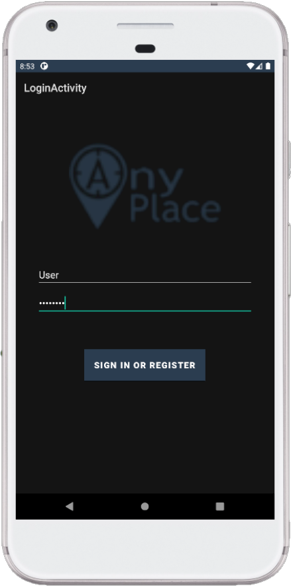 8:53
LoginActivity
Any
Place
User
••••••••
SIGN IN OR REGISTER